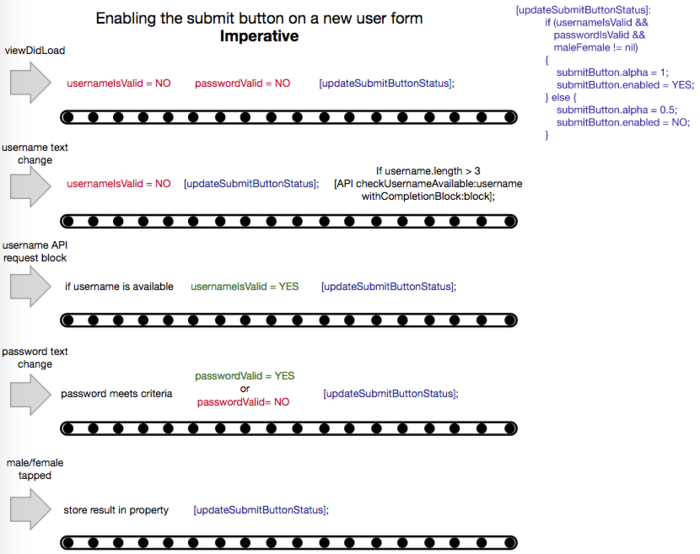 Enabling the submit button on a new user form
Imperative
[updateSubmitButtonStatus]:
if (usernameIsValid &&
passwordIsValid &&
maleFemale != nil)
{
submitButton.alpha = 1;
submitButton.enabled = YES;
} else {
submitButton.alpha = 0.5;
submitButton.enabled = NO;
}
viewDidLoad
usernameIsValid = NO passwordValid = NO [updateSubmitButtonStatus];
username text
change
usernameIsValid = NO [updateSubmitButtonStatus];
If username.length > 3
[API checkUsernameAvailable:username
withCompletionBlock:block];
username API
request block
if username is available usernameIsValid = YES [updateSubmitButtonStatus];
password text
change
password meets criteria
passwordValid = YES
or
passwordValid= NO
[updateSubmitButtonStatus];
male/female
tapped
store result in property [updateSubmitButtonStatus];